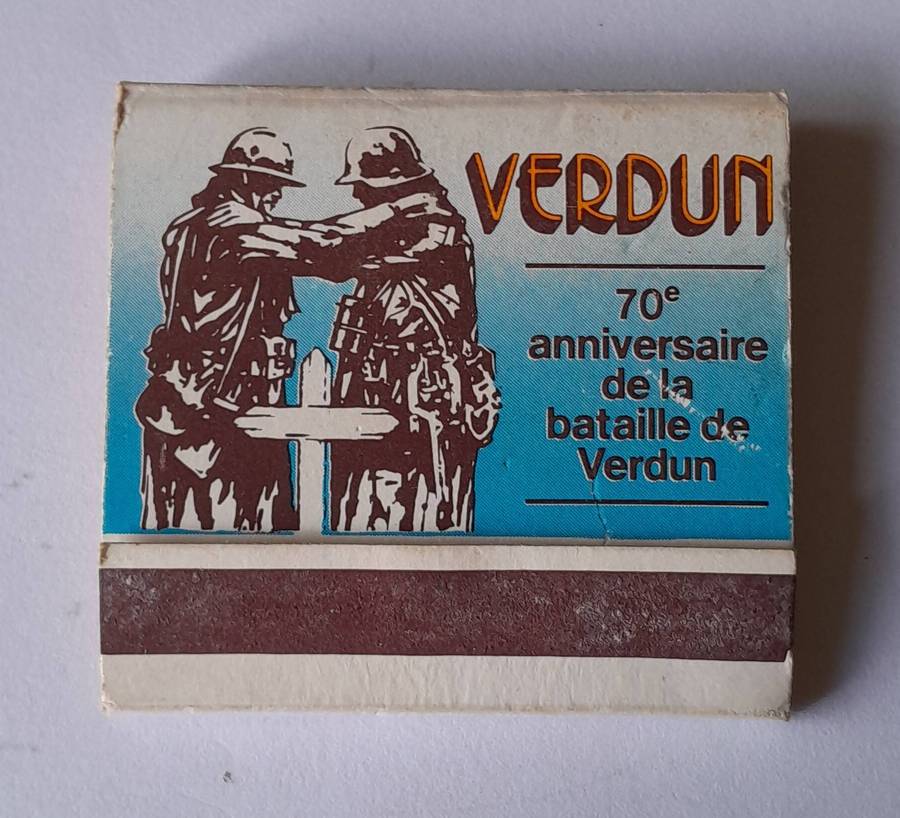 VERDUN
70e
anniversaire
de la
bataille de
Verdun